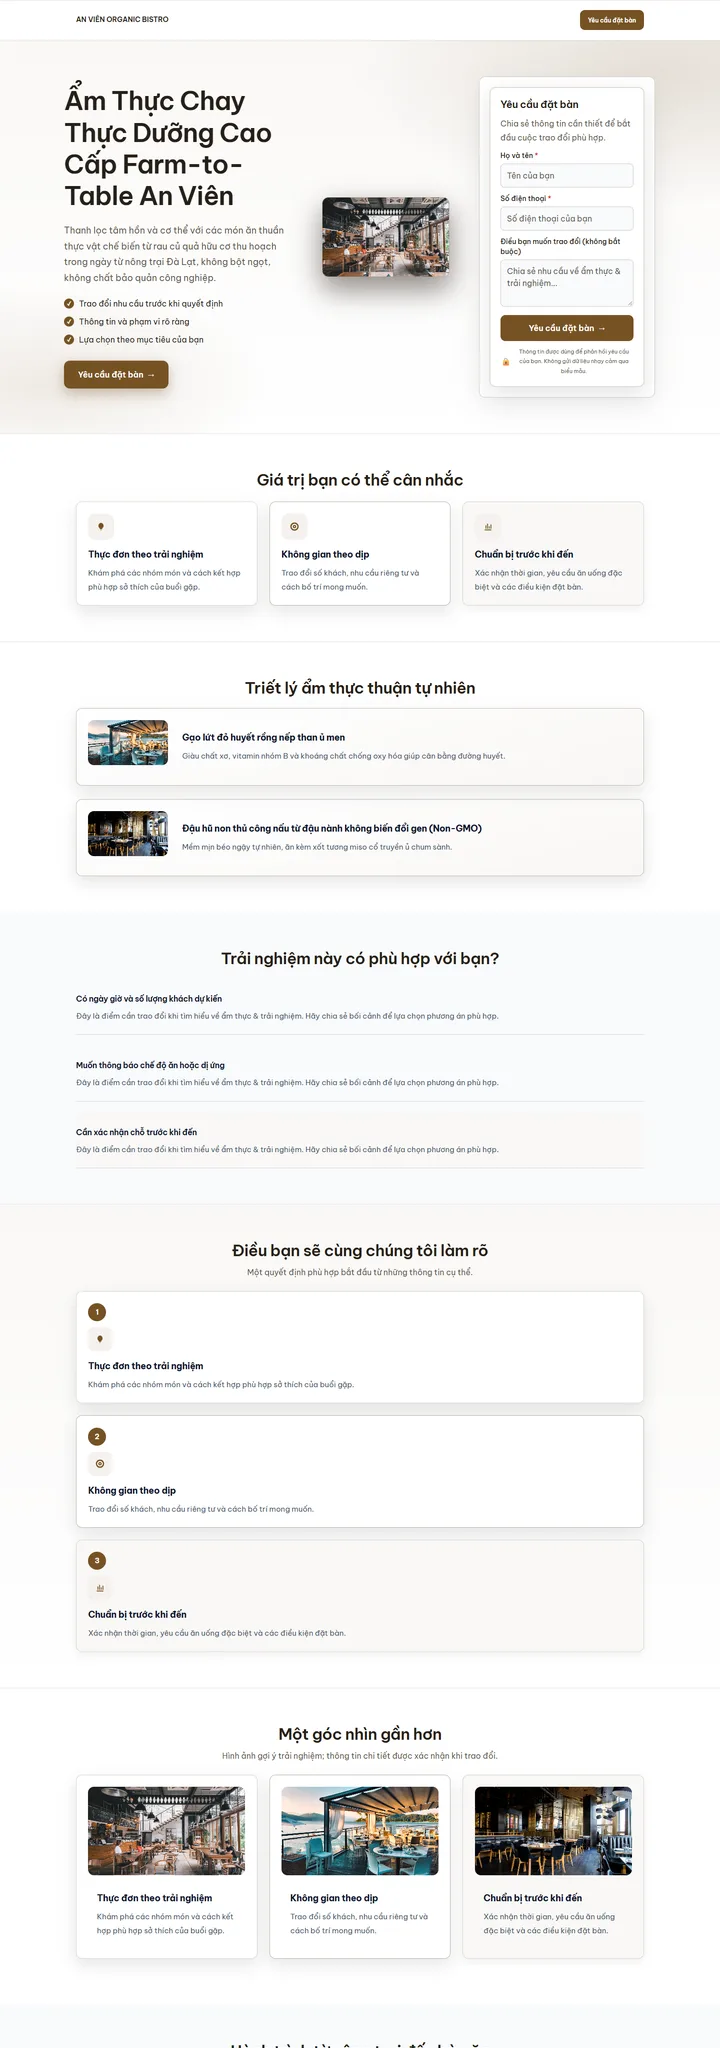 AN VIÊN ORGANIC BISTRO
Yêu cầu đặt bàn
Ẩm Thực Chay
Thực Dưỡng Cao
Cấp Farm-to-
Table An Viên
Thanh lọc tâm hồn và cơ thể với các món ăn thuần
thực vật chế biến từ rau củ quả hữu cơ thu hoạch
trong ngày từ nông trại Đà Lạt, không bột ngọt,
không chất bảo quản công nghiệp.
Trao đổi nhu cầu trước khi quyết định
Thông tin và phạm vi rõ ràng
Lựa chọn theo mục tiêu của bạn
Yêu cầu đặt bàn →
Yêu cầu đặt bàn
Chia sẻ thông tin cần thiết để bắt
đầu cuộc trao đổi phù hợp.
Họ và tên *
Tên của bạn
Số điện thoại *
Số điện thoại của bạn
Điều bạn muốn trao đổi (không bắt
buộc)
Chia sẻ nhu cầu về ẩm thực &
trải nghiệm...
Yêu cầu đặt bàn →
Thông tin được dùng để phản hồi yêu cầu
của bạn. Không gửi dữ liệu nhạy cảm qua
biểu mẫu.
Giá trị bạn có thể cân nhắc
Thực đơn theo trải nghiệm
Khám phá các nhóm món và cách kết hợp
phù hợp sở thích của buổi gặp.
Không gian theo dịp
Trao đổi số khách, nhu cầu riêng tư và
cách bố trí mong muốn.
Chuẩn bị trước khi đến
Xác nhận thời gian, yêu cầu ăn uống đặc
biệt và các điều kiện đặt bàn.
Triết lý ẩm thực thuận tự nhiên
Gạo lứt đỏ huyết rồng nếp than ủ men
Giàu chất xơ, vitamin nhóm B và khoáng chất chống oxy hóa giúp cân bằng đường huyết.
Đậu hũ non thủ công nấu từ đậu nành không biến đổi gen (Non-GMO)
Mềm mịn béo ngậy tự nhiên, ăn kèm xốt tương miso cổ truyền ủ chum sành.
Trải nghiệm này có phù hợp với bạn?
Có ngày giờ và số lượng khách dự kiến
Đây là điểm cần trao đổi khi tìm hiểu về ẩm thực & trải nghiệm. Hãy chia sẻ bối cảnh để lựa chọn phương án phù hợp.
Muốn thông báo chế độ ăn hoặc dị ứng
Đây là điểm cần trao đổi khi tìm hiểu về ẩm thực & trải nghiệm. Hãy chia sẻ bối cảnh để lựa chọn phương án phù hợp.
Cần xác nhận chỗ trước khi đến
Đây là điểm cần trao đổi khi tìm hiểu về ẩm thực & trải nghiệm. Hãy chia sẻ bối cảnh để lựa chọn phương án phù hợp.
Điều bạn sẽ cùng chúng tôi làm rõ
Một quyết định phù hợp bắt đầu từ những thông tin cụ thể.
1
Thực đơn theo trải nghiệm
Khám phá các nhóm món và cách kết hợp phù hợp sở thích của buổi gặp.
2
Không gian theo dịp
Trao đổi số khách, nhu cầu riêng tư và cách bố trí mong muốn.
3
Chuẩn bị trước khi đến
Xác nhận thời gian, yêu cầu ăn uống đặc biệt và các điều kiện đặt bàn.
Một góc nhìn gần hơn
Hình ảnh gợi ý trải nghiệm; thông tin chi tiết được xác nhận khi trao đổi.
Thực đơn theo trải nghiệm
Khám phá các nhóm món và cách kết
hợp phù hợp sở thích của buổi gặp.
Không gian theo dịp
Trao đổi số khách, nhu cầu riêng tư và
cách bố trí mong muốn.
Chuẩn bị trước khi đến
Xác nhận thời gian, yêu cầu ăn uống
đặc biệt và các điều kiện đặt bàn.